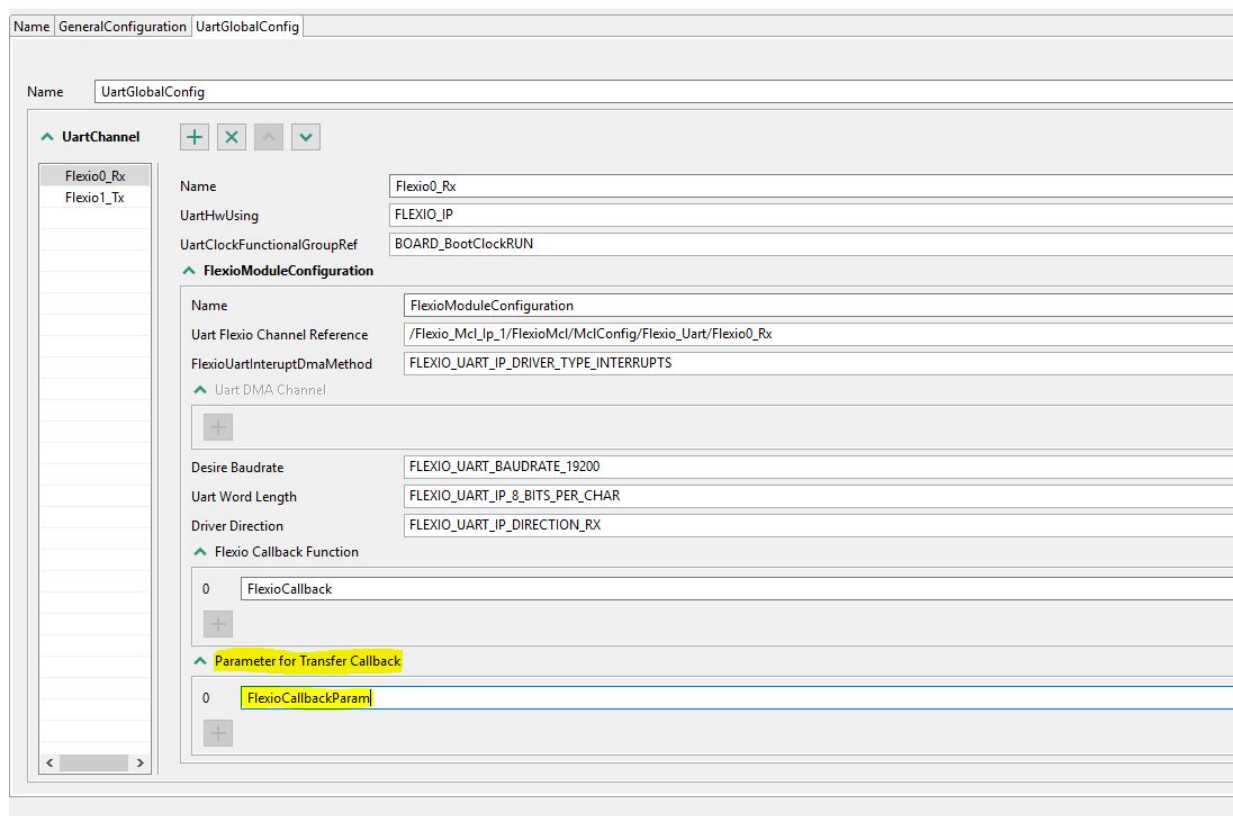 Name GeneralConfiguration UartGlobalConfig
Name UartGlobalConfig
UartChannel
Flexio0_Rx
Flexio1_Tx
Name Flexio0_Rx
UartHwUsing FLEXIO_IP
UartClockFunctionalGroupRef BOARD_BootClockRUN
FlexioModuleConfiguration
Name FlexioModuleConfiguration
Uart Flexio Channel Reference /Flexio_Mcl_Ip_1/FlexioMcl/MclConfig/Flexio_Uart/Flexio0_Rx
FlexioUartInteruptDmaMethod FLEXIO_UART_IP_DRIVER_TYPE_INTERRUPTS
Uart DMA Channel
Desire Baudrate FLEXIO_UART_BAUDRATE_19200
Uart Word Length FLEXIO_UART_IP_8_BITS_PER_CHAR
Driver Direction FLEXIO_UART_IP_DIRECTION_RX
Flexio Callback Function
0 FlexioCallback
Parameter for Transfer Callback
0 FlexioCallbackParam